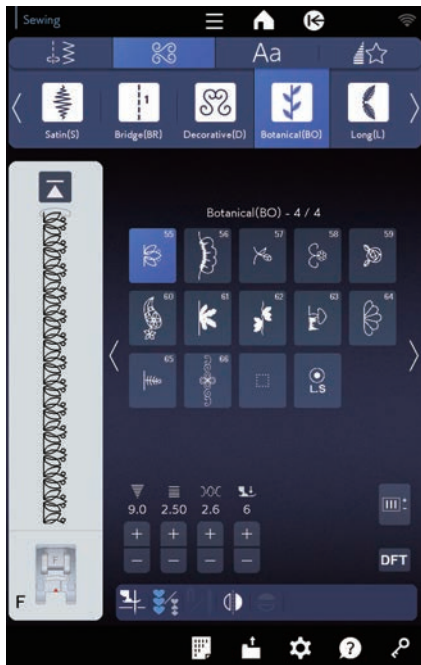 Sewing
Aa
1
Satin(S) Bridge(BR) Decorative(D) Botanical(BO) Long(L)
Botanical(BO) - 4 / 4
55 56 57 58 59
60 61 62 63 64
65 66 L.S
9.0 2.50 2.6 6
+ + + +
− − − −
DFT
F
?